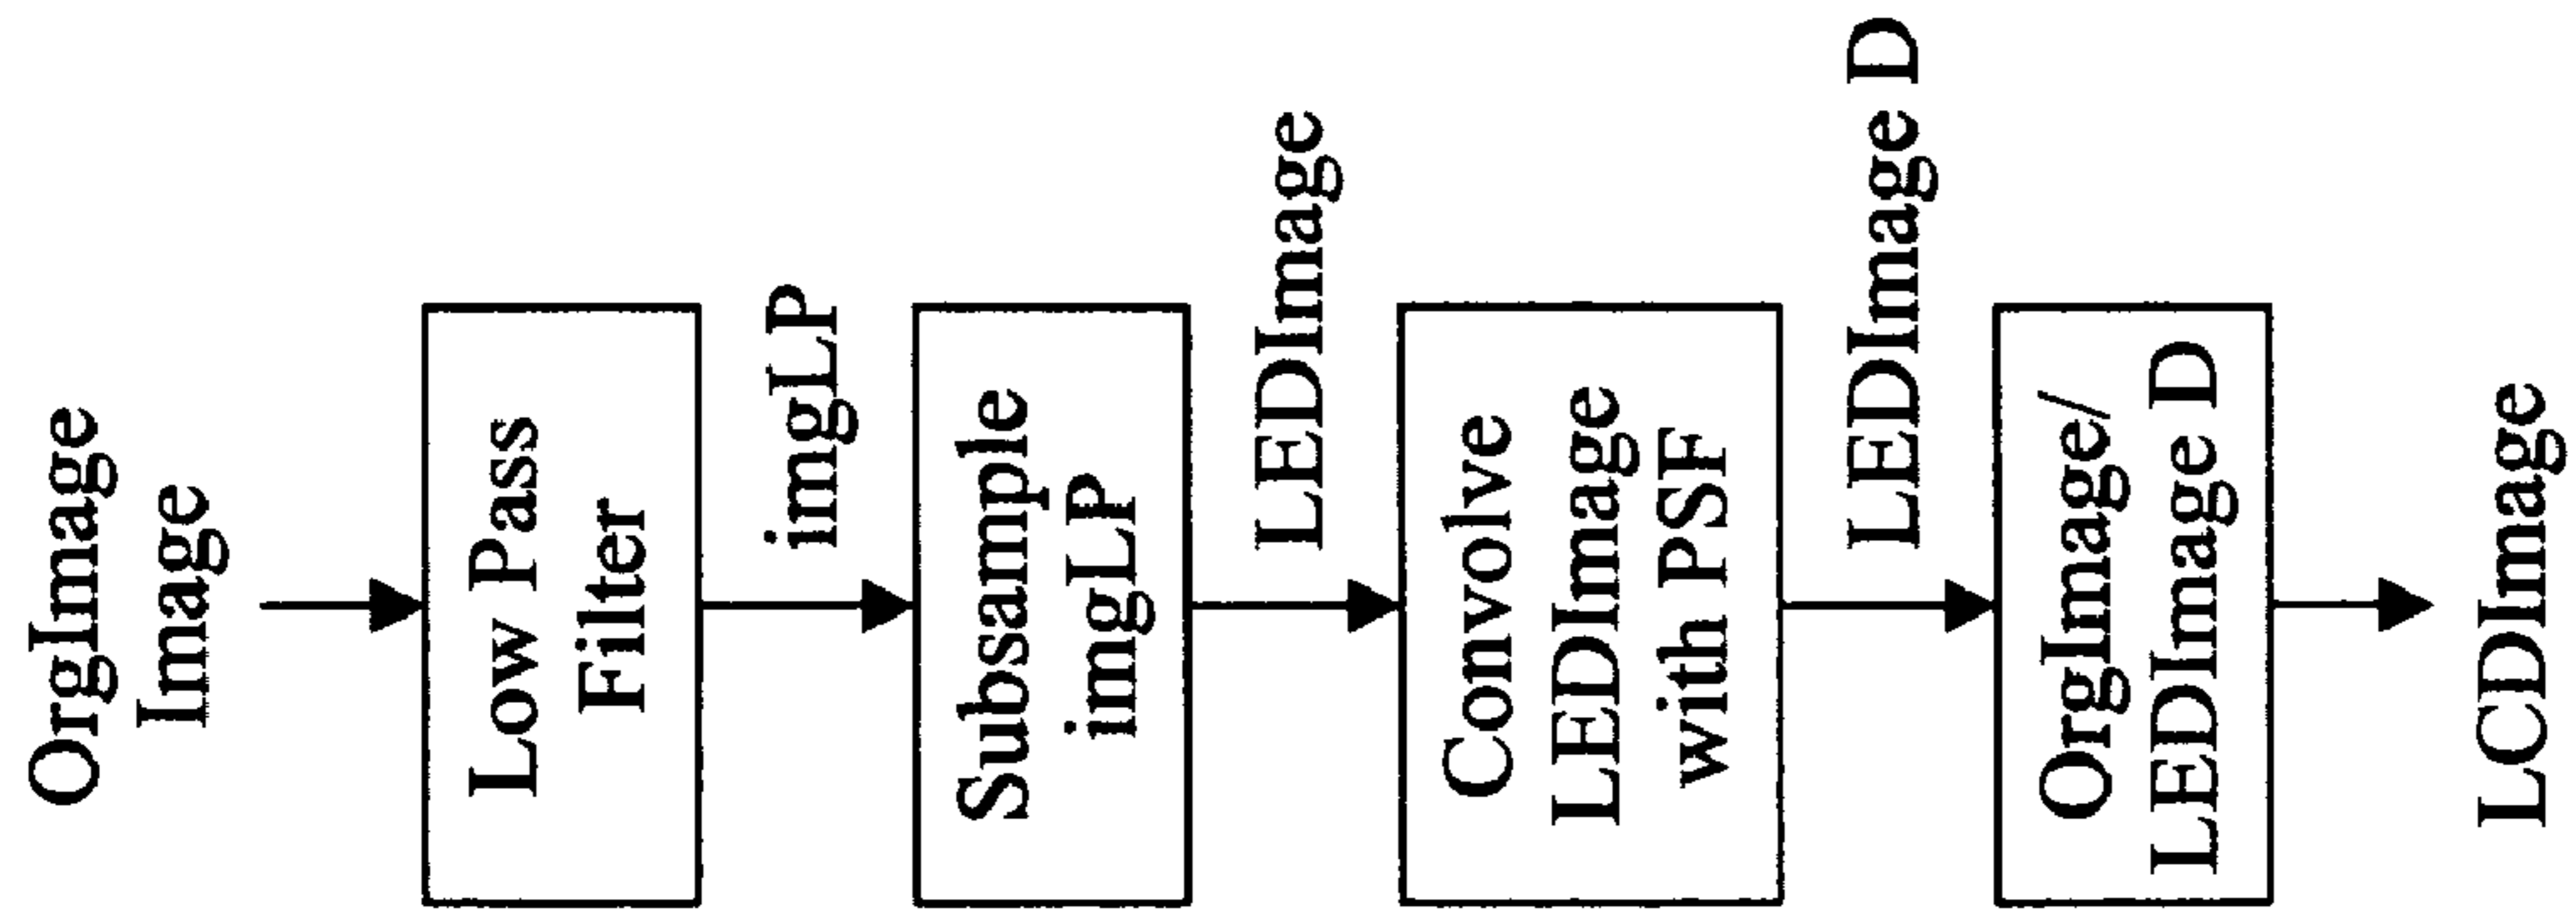 OrgImage
Image
Low Pass
Filter
imgLP
Subsample
imgLP
LEDImage
Convolve
LEDImage
with PSF
LEDImage D
OrgImage/
LEDImage D
LCDImage